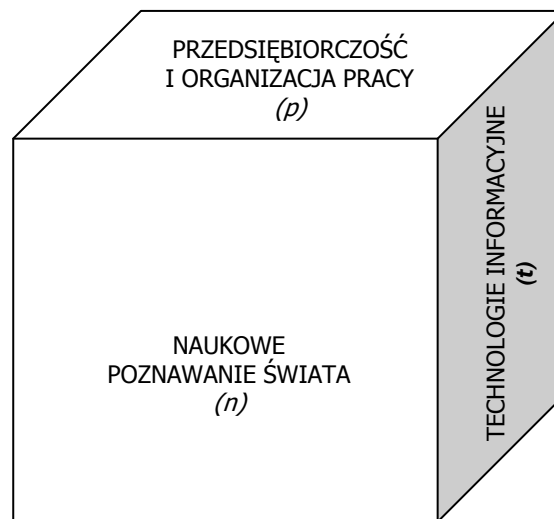 PRZEDSIĘBIORCZOŚĆ
I ORGANIZACJA PRACY
(p)
NAUKOWE
POZNAWANIE ŚWIATA
(n)
TECHNOLOGIE INFORMACYJNE
(t)